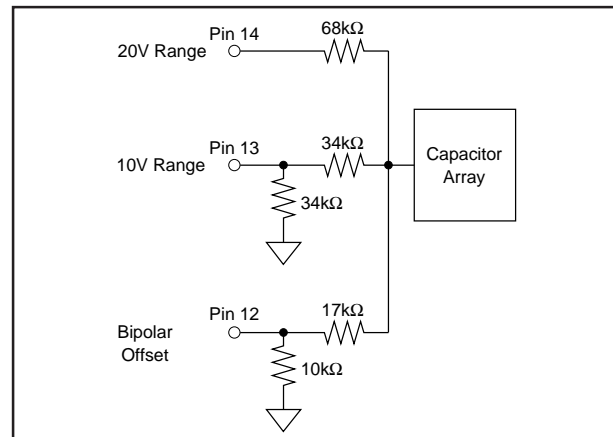 Pin 14
68kΩ
20V Range
Pin 13
34kΩ
10V Range
Capacitor
Array
34kΩ
Pin 12
17kΩ
Bipolar
Offset
10kΩ